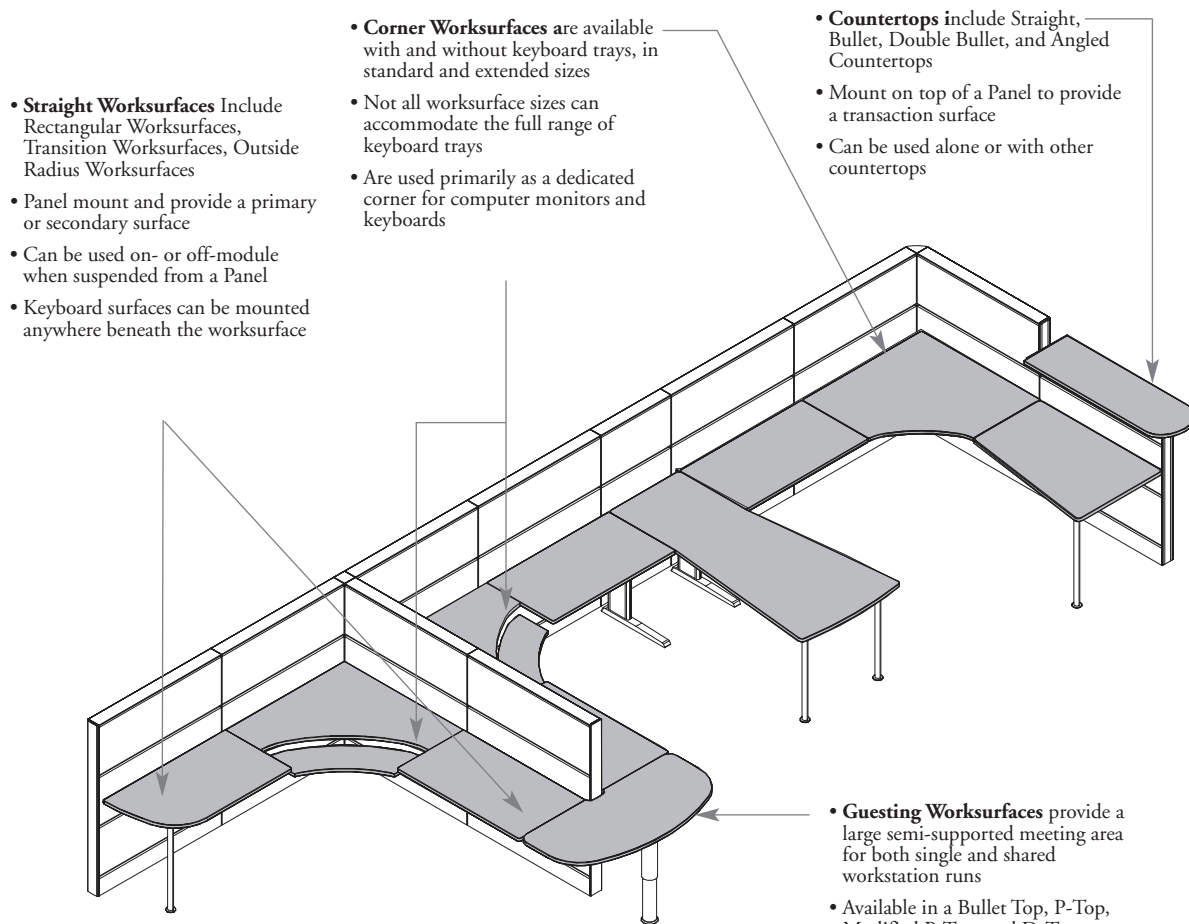 • Straight Worksurfaces Include
Rectangular Worksurfaces,
Transition Worksurfaces, Outside
Radius Worksurfaces
• Panel mount and provide a primary
or secondary surface
• Can be used on- or off-module
when suspended from a Panel
• Keyboard surfaces can be mounted
anywhere beneath the worksurface
• Corner Worksurfaces are available
with and without keyboard trays, in
standard and extended sizes
• Not all worksurface sizes can
accommodate the full range of
keyboard trays
• Are used primarily as a dedicated
corner for computer monitors and
keyboards
• Countertops include Straight,
Bullet, Double Bullet, and Angled
Countertops
• Mount on top of a Panel to provide
a transaction surface
• Can be used alone or with other
countertops
• Guesting Worksurfaces provide a
large semi-supported meeting area
for both single and shared
workstation runs
• Available in a Bullet Top, P-Top,